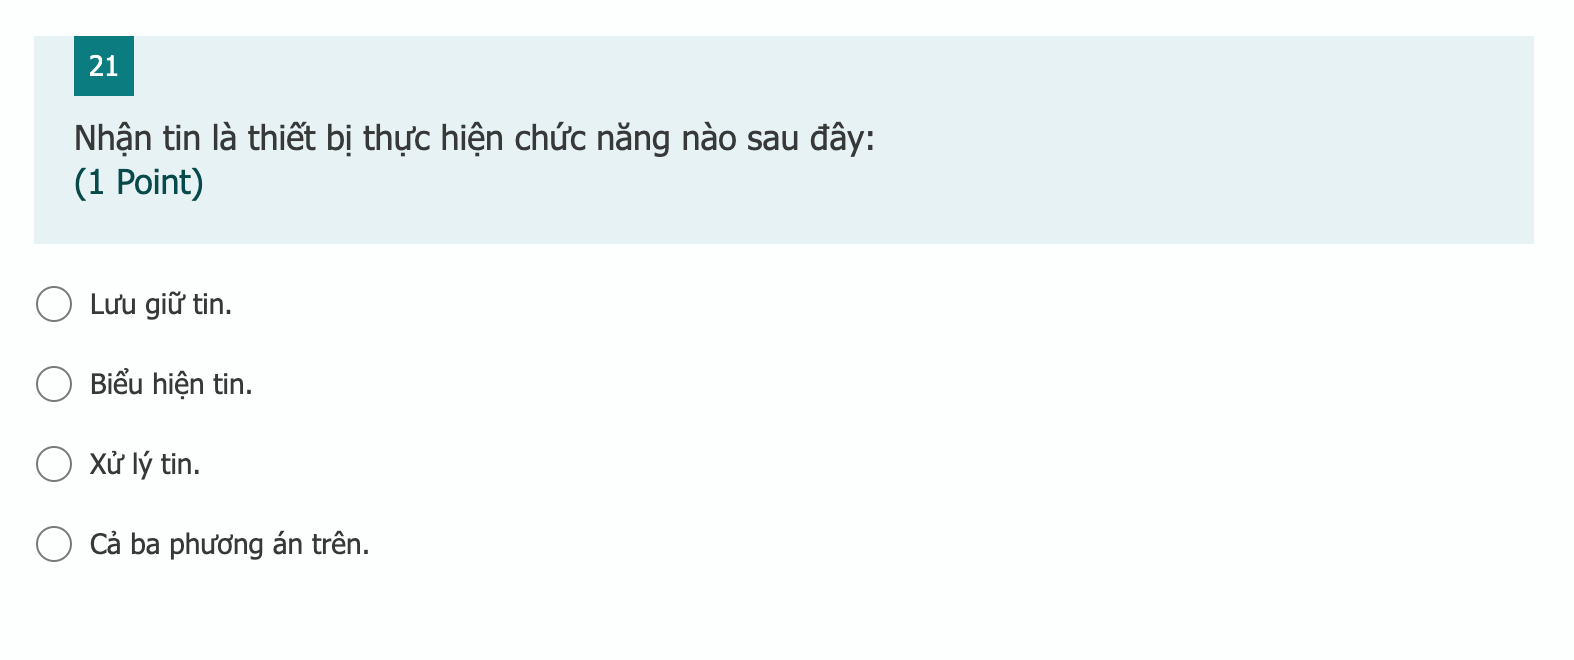 21
Nhận tin là thiết bị thực hiện chức năng nào sau đây:
(1 Point)
Lưu giữ tin.
Biểu hiện tin.
Xử lý tin.
Cả ba phương án trên.